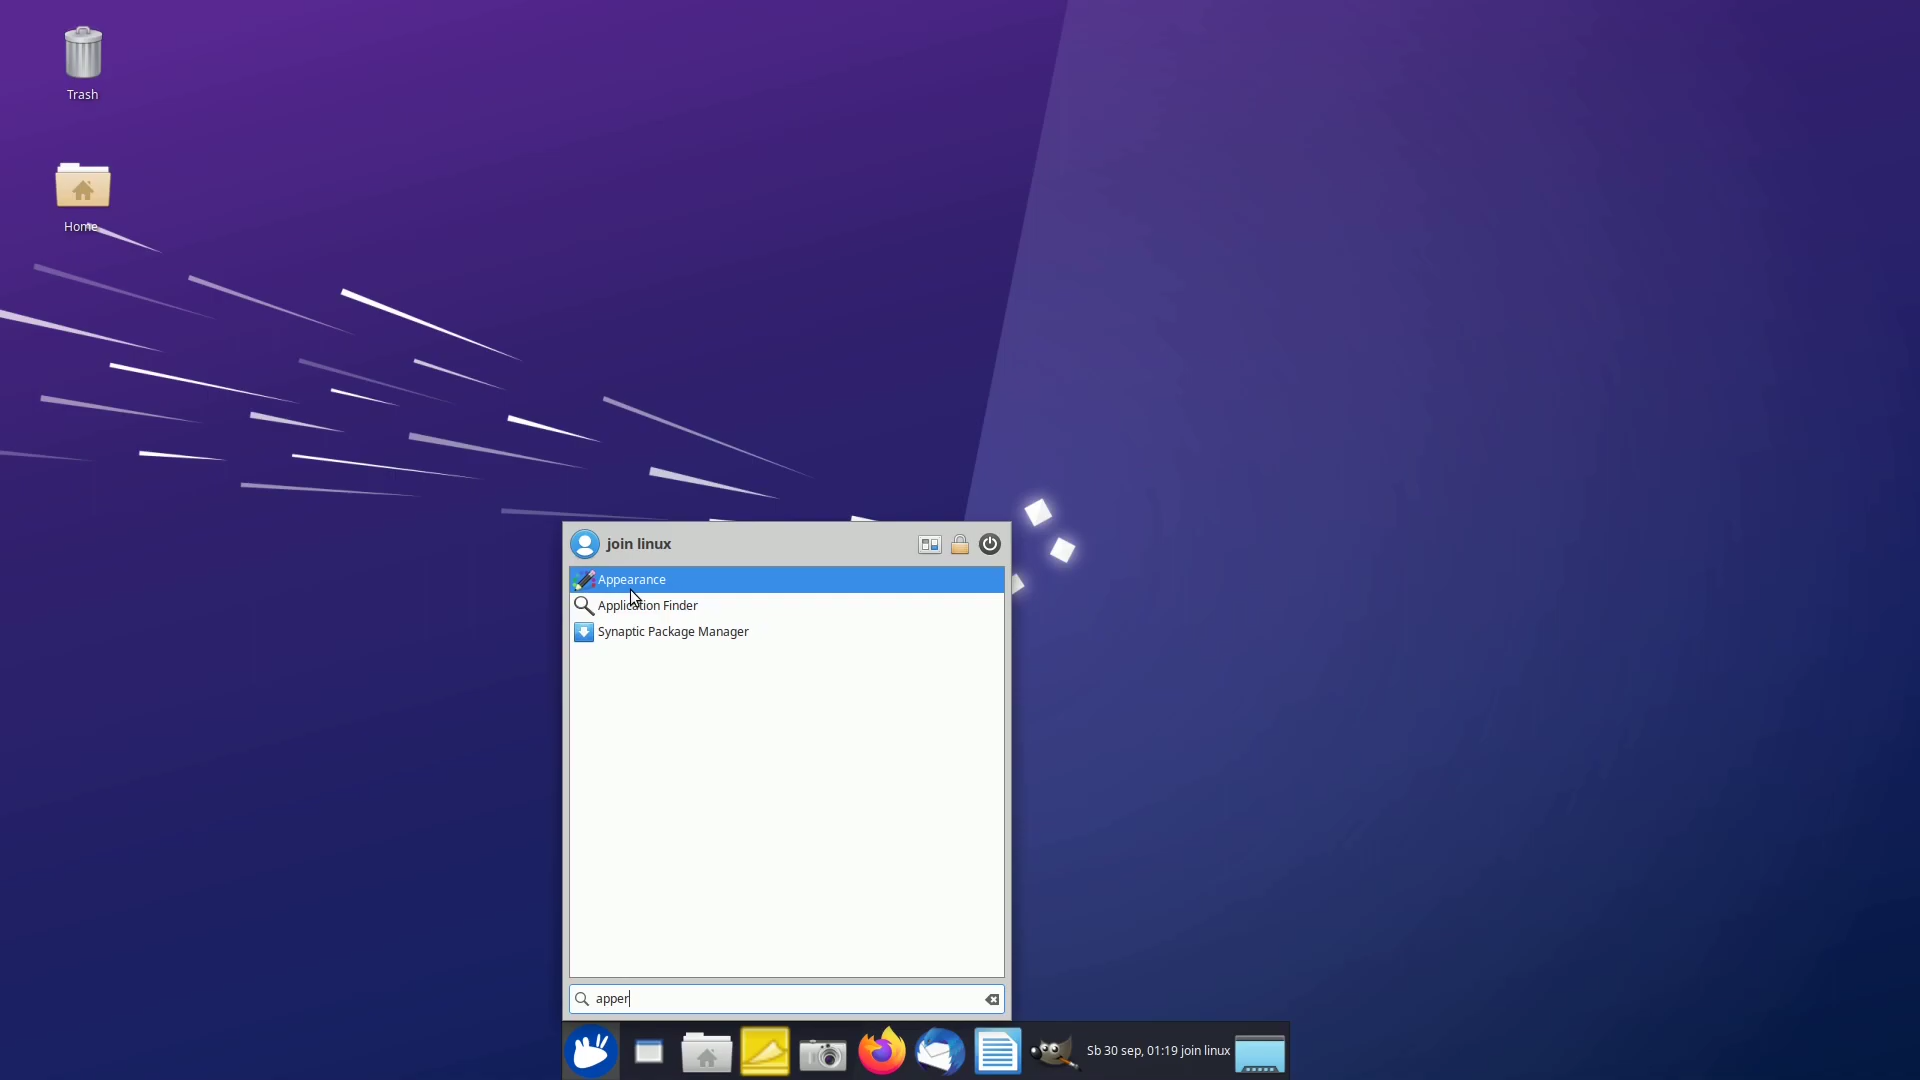 Trash
Home
join linux
Appearance
Application Finder
Synaptic Package Manager
apper
Sb 30 sep, 01:19 join linux